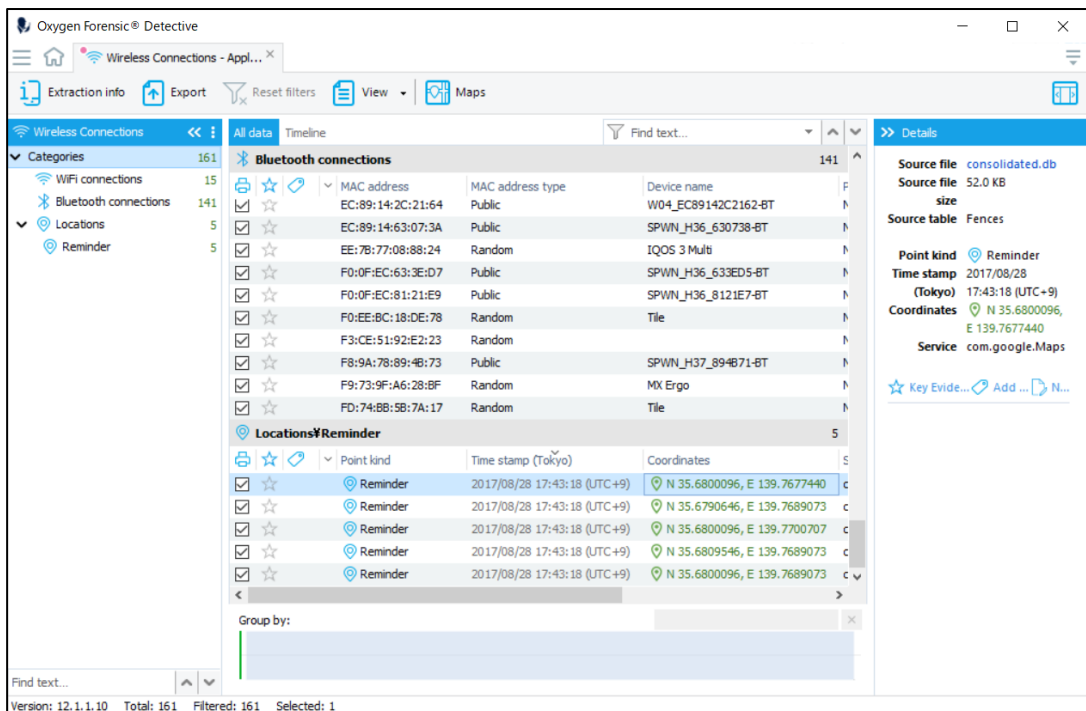 Oxygen Forensic® Detective
Wireless Connections - Appl...
Extraction info Export Reset filters View Maps
Wireless Connections
Categories 161
WiFi connections 15
Bluetooth connections 141
Locations 5
Reminder 5
Find text...
All data Timeline Find text...
Bluetooth connections 141
MAC address MAC address type Device name
EC:89:14:2C:21:64 Public W04_EC89142C2162-BT
EC:89:14:63:07:3A Public SPWN_H36_630738-BT
EE:7B:77:08:88:24 Random IQOS 3 Multi
F0:0F:EC:63:3E:D7 Public SPWN_H36_633ED5-BT
F0:0F:EC:81:21:E9 Public SPWN_H36_8121E7-BT
F0:EE:BC:18:DE:78 Random Tile
F3:CE:51:92:E2:23 Random
F8:9A:78:89:4B:73 Public SPWN_H37_894B71-BT
F9:73:9F:A6:28:BF Random MX Ergo
FD:74:BB:5B:7A:17 Random Tile
Locations¥Reminder 5
Point kind Time stamp (Tokyo) Coordinates
Reminder 2017/08/28 17:43:18 (UTC+9) N 35.6800096, E 139.7677440
Reminder 2017/08/28 17:43:18 (UTC+9) N 35.6790646, E 139.7689073
Reminder 2017/08/28 17:43:18 (UTC+9) N 35.6800096, E 139.7700707
Reminder 2017/08/28 17:43:18 (UTC+9) N 35.6809546, E 139.7689073
Reminder 2017/08/28 17:43:18 (UTC+9) N 35.6800096, E 139.7689073
Group by:
Details
Source file consolidated.db
Source file 52.0 KB
size
Source table Fences
Point kind Reminder
Time stamp 2017/08/28
(Tokyo) 17:43:18 (UTC+9)
Coordinates N 35.6800096,
E 139.7677440
Service com.google.Maps
Key Evide... Add ... N...
Version: 12.1.1.10 Total: 161 Filtered: 161 Selected: 1